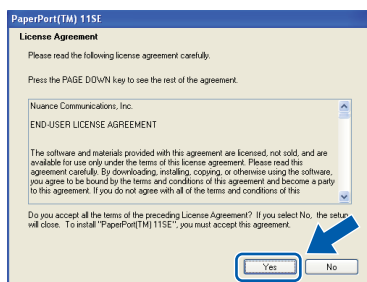 PaperPort(TM) 11SE
License Agreement
Please read the following license agreement carefully.
Press the PAGE DOWN key to see the rest of the agreement.
Nuance Communications, Inc.
END-USER LICENSE AGREEMENT
The software and materials provided with this agreement are licensed, not sold, and are
available for use only under the terms of this license agreement. Please read this
agreement carefully. By downloading, installing, copying, or otherwise using the software,
you agree to be bound by the terms and conditions of this agreement and become a party
to this agreement. If you do not agree with all of the terms and conditions of this
Do you accept all the terms of the preceding License Agreement? If you select No, the setup
will close. To install "PaperPort(TM) 11SE", you must accept this agreement.
Yes
No